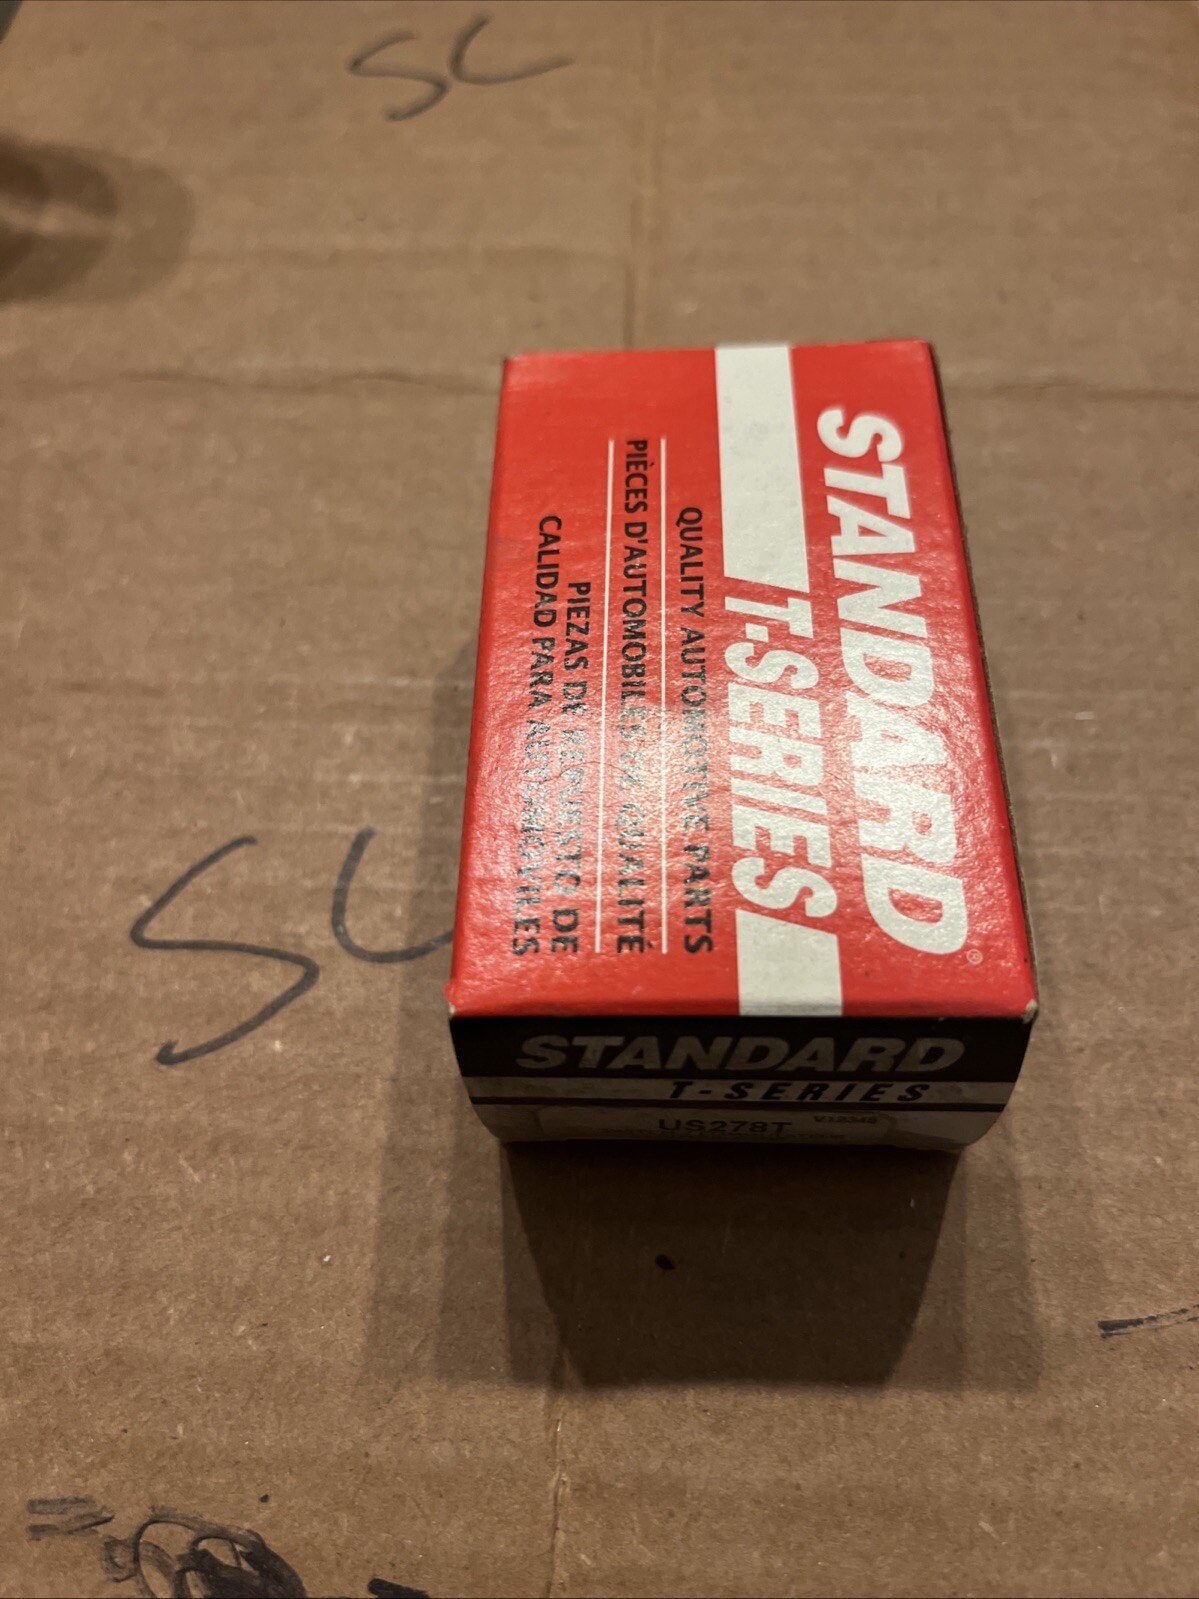 SC
STANDARD®
T-SERIES
QUALITY AUTOMOTIVE PARTS
PIÈCES D'AUTOMOBILES DE QUALITÉ
PIEZAS DE REPUESTO DE
CALIDAD PARA AUTOMOVILES
SC
STANDARD
T-SERIES
US278T